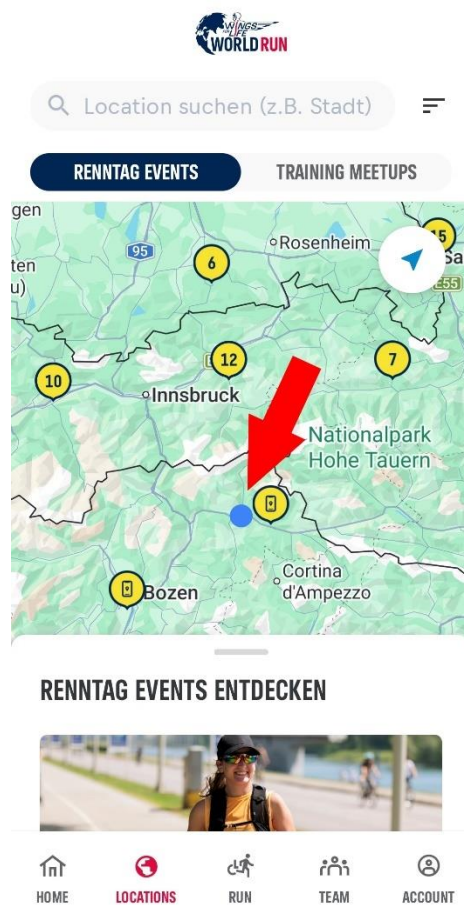 WINGS
FOR LIFE
WORLD RUN
Location suchen (z.B. Stadt)
RENNTAG EVENTS
TRAINING MEETUPS
gen
95
6
Rosenheim
15
Sa
ten
u)
E55
12
7
10
Innsbruck
Nationalpark
Hohe Tauern
Cortina
d'Ampezzo
Bozen
RENNTAG EVENTS ENTDECKEN
HOME
LOCATIONS
RUN
TEAM
ACCOUNT